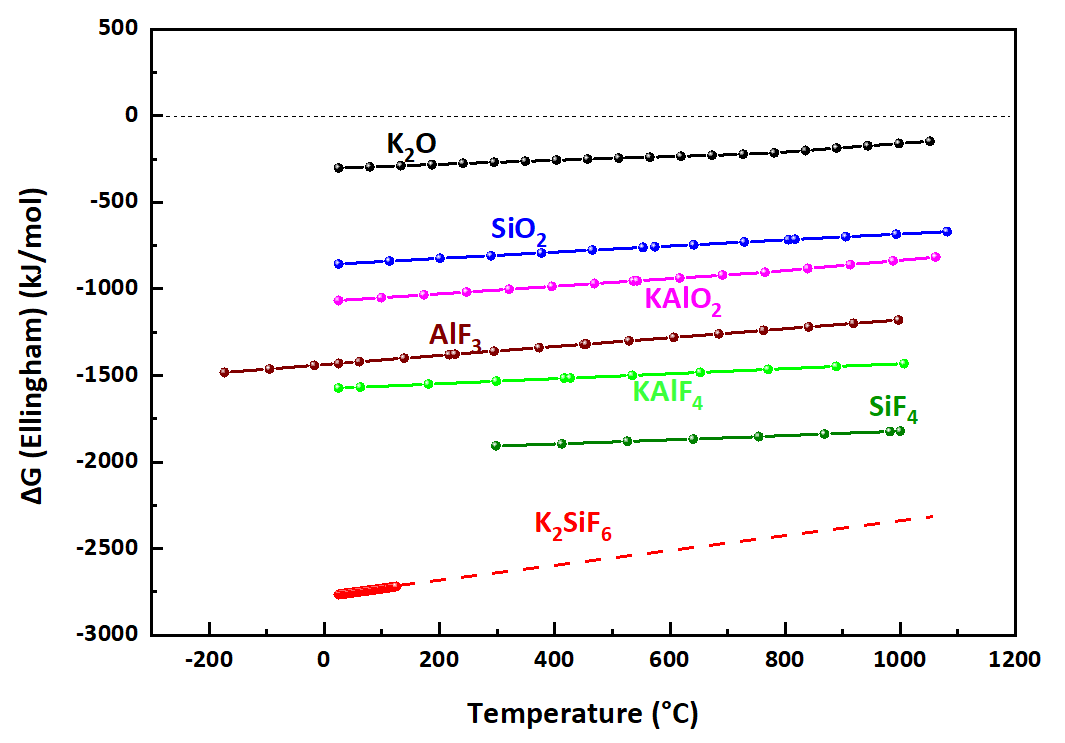 500
0
-500
-1000
-1500
-2000
-2500
-3000
ΔG (Ellingham) (kJ/mol)
K₂O
SiO₂
KAlO₂
AlF₃
KAlF₄
SiF₄
K₂SiF₆
-200 0 200 400 600 800 1000 1200
Temperature (°C)